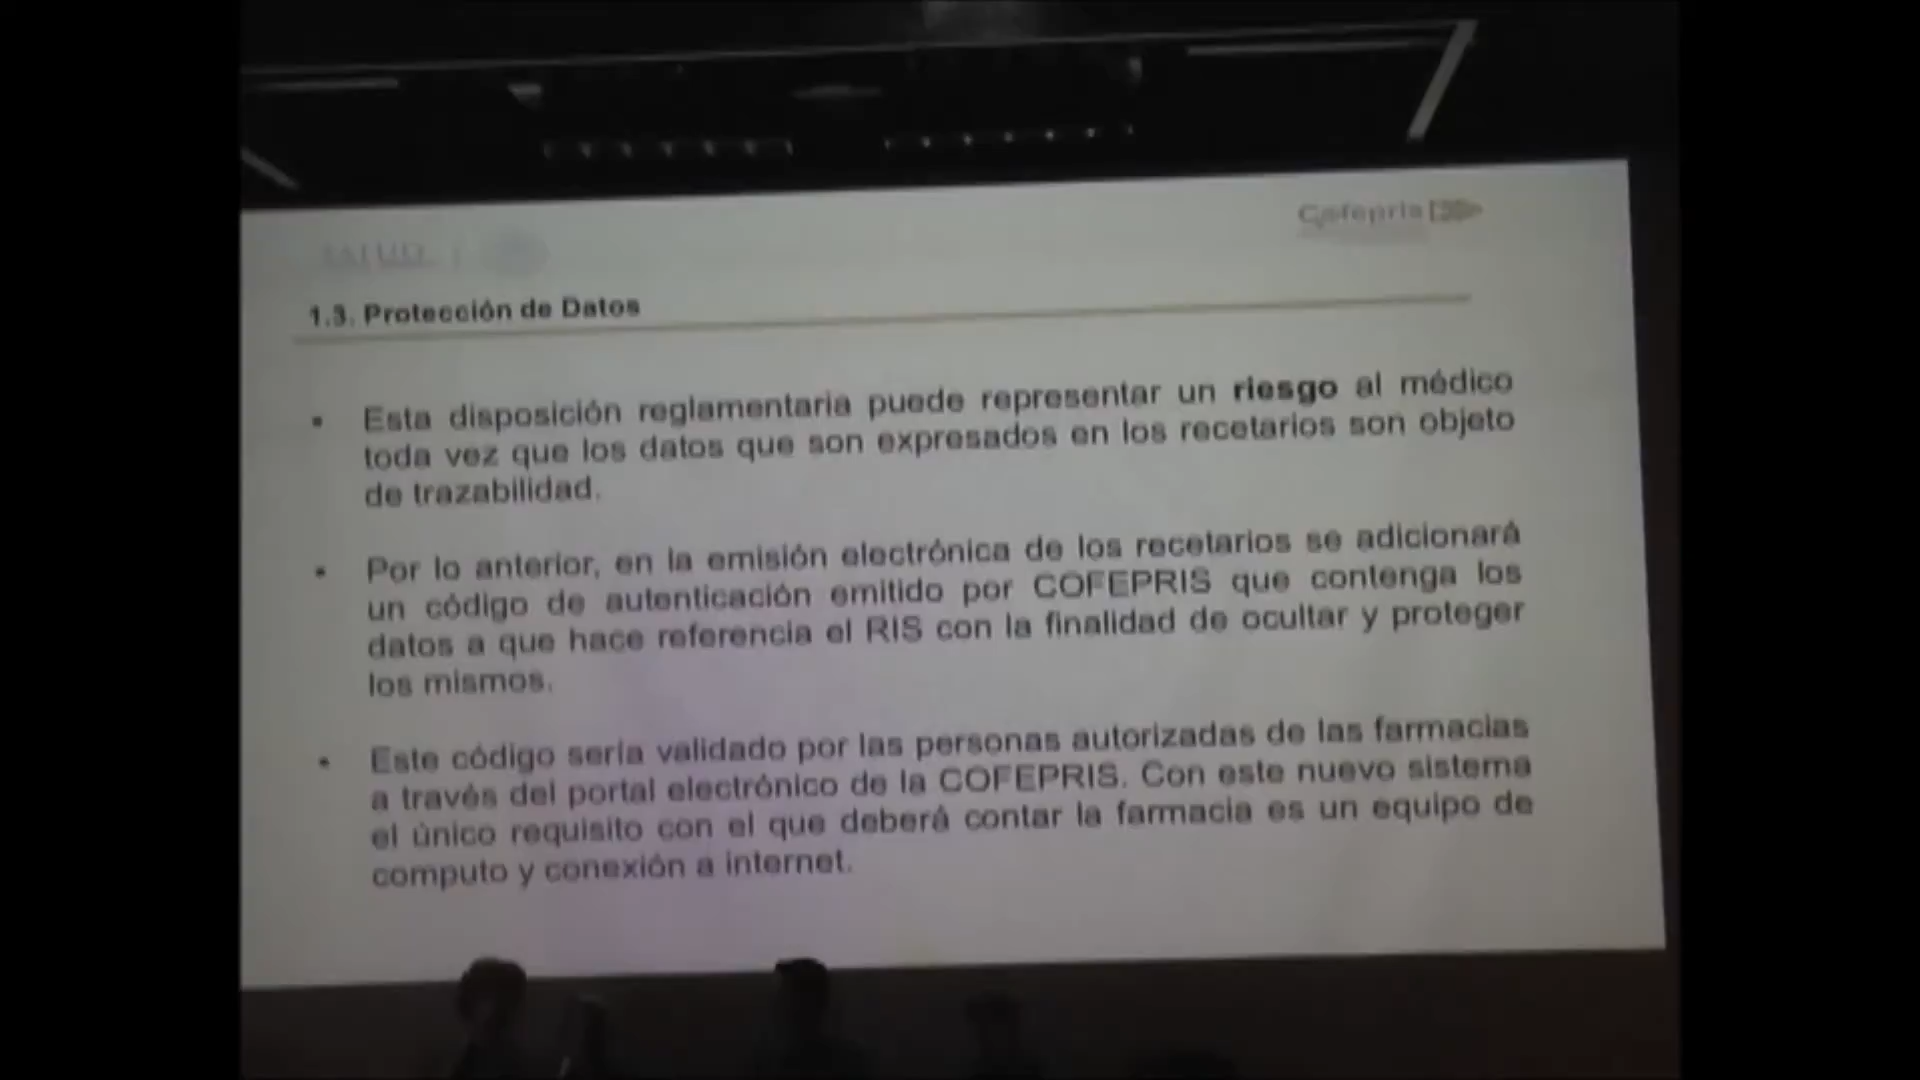 SALUD
Cofepris
1.3. Protección de Datos
• Esta disposición reglamentaria puede representar un riesgo al médico
toda vez que los datos que son expresados en los recetarios son objeto
de trazabilidad.
• Por lo anterior, en la emisión electrónica de los recetarios se adicionará
un código de autenticación emitido por COFEPRIS que contenga los
datos a que hace referencia el RIS con la finalidad de ocultar y proteger
los mismos.
• Este código sería validado por las personas autorizadas de las farmacias
a través del portal electrónico de la COFEPRIS. Con este nuevo sistema
el único requisito con el que deberá contar la farmacia es un equipo de
computo y conexión a internet.